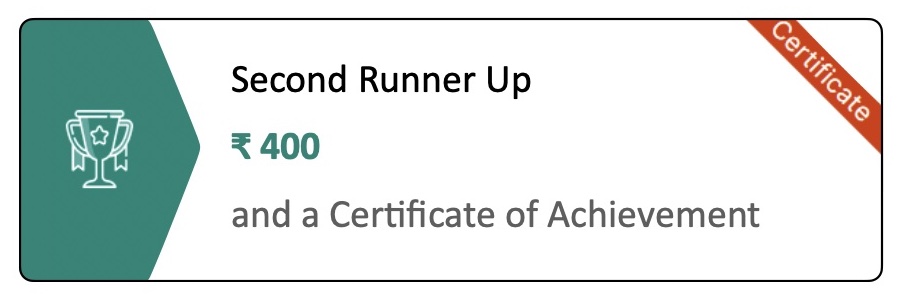 Second Runner Up
₹ 400
and a Certificate of Achievement
Certificate